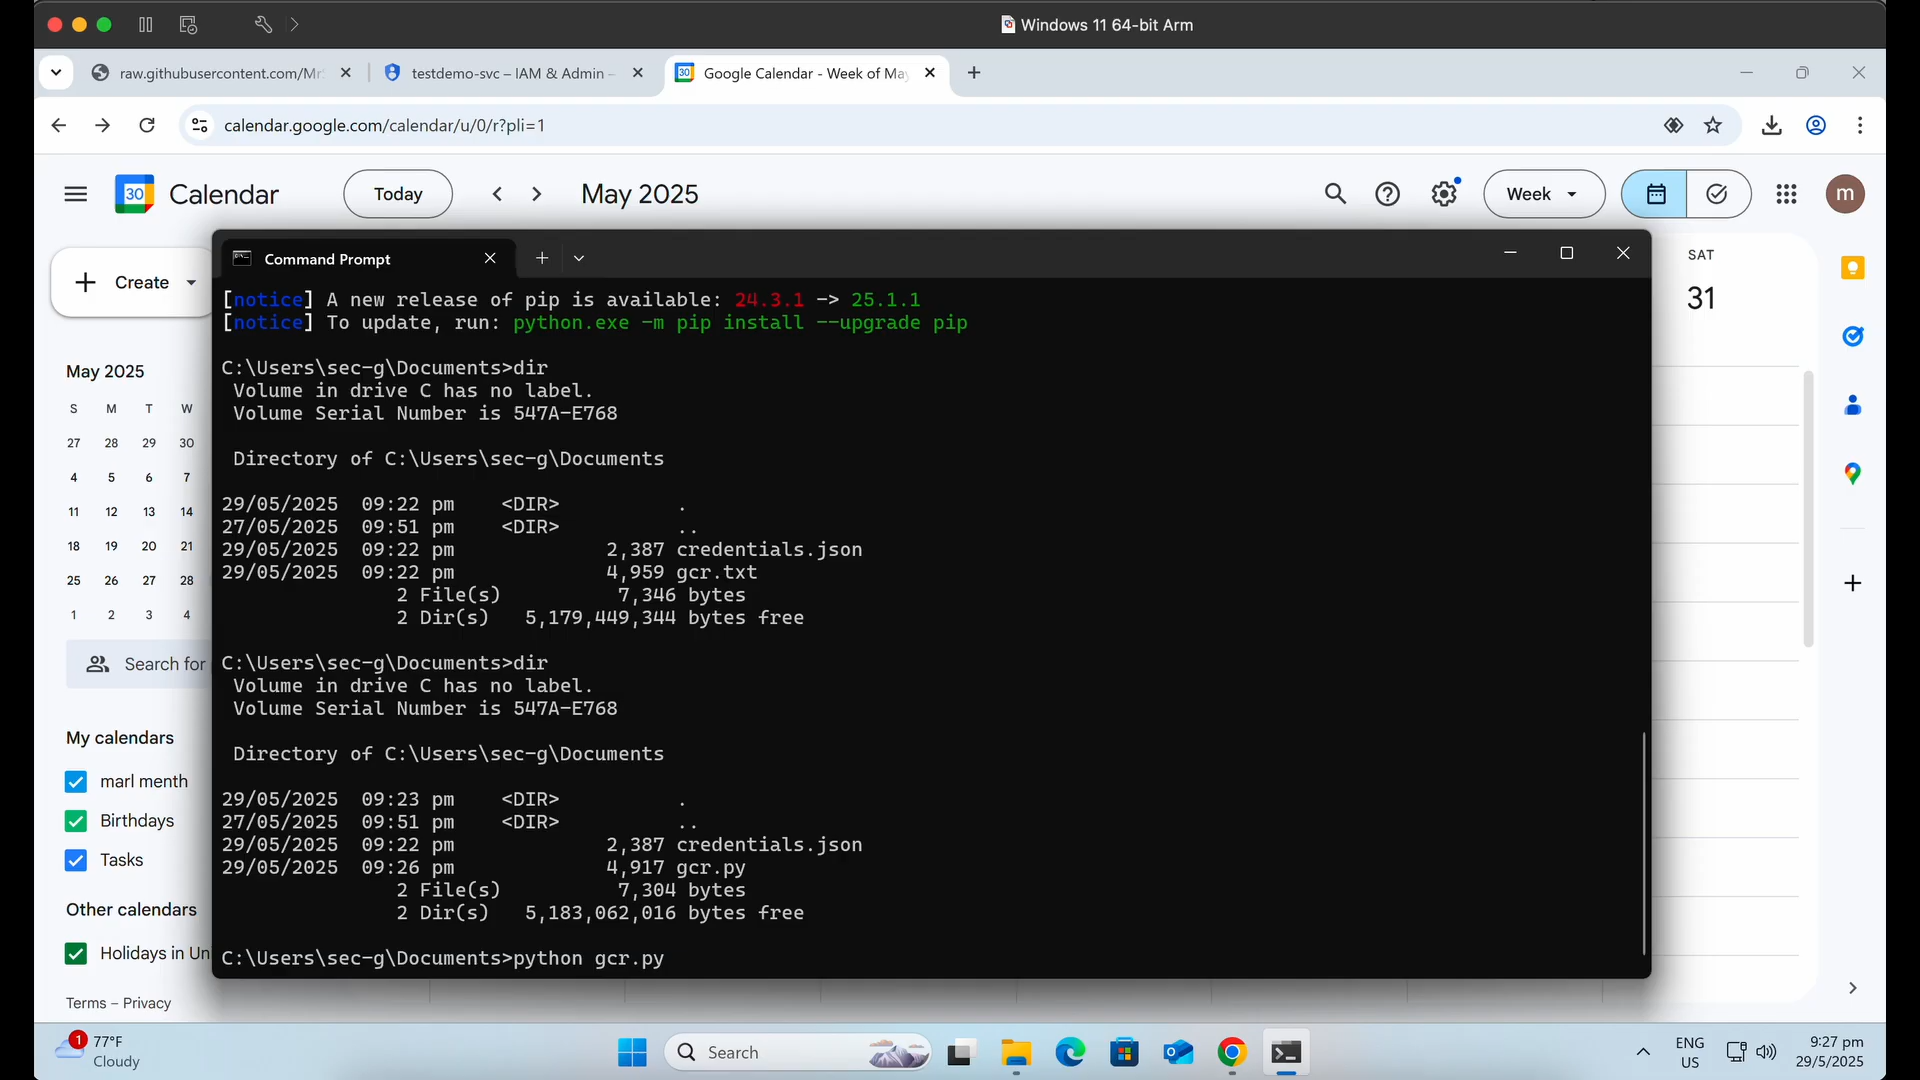 Windows 11 64-bit Arm
raw.githubusercontent.com/Mr
testdemo-svc – IAM & Admin –
Google Calendar - Week of May
calendar.google.com/calendar/u/0/r?pli=1
30
Calendar
Today
May 2025
Week
m
Create
SAT
31
Command Prompt
[notice] A new release of pip is available: 24.3.1 -> 25.1.1
[notice] To update, run: python.exe -m pip install --upgrade pip
C:\Users\sec-g\Documents>dir
Volume in drive C has no label.
Volume Serial Number is 547A-E768
Directory of C:\Users\sec-g\Documents
29/05/2025 09:22 pm <DIR> .
27/05/2025 09:51 pm <DIR> ..
29/05/2025 09:22 pm 2,387 credentials.json
29/05/2025 09:22 pm 4,959 gcr.txt
2 File(s) 7,346 bytes
2 Dir(s) 5,179,449,344 bytes free
C:\Users\sec-g\Documents>dir
Volume in drive C has no label.
Volume Serial Number is 547A-E768
Directory of C:\Users\sec-g\Documents
29/05/2025 09:23 pm <DIR> .
27/05/2025 09:51 pm <DIR> ..
29/05/2025 09:22 pm 2,387 credentials.json
29/05/2025 09:26 pm 4,917 gcr.py
2 File(s) 7,304 bytes
2 Dir(s) 5,183,062,016 bytes free
C:\Users\sec-g\Documents>python gcr.py
May 2025
S M T W
27 28 29 30
4 5 6 7
11 12 13 14
18 19 20 21
25 26 27 28
1 2 3 4
Search for
My calendars
marl menth
Birthdays
Tasks
Other calendars
Holidays in Uni
Terms – Privacy
1
77°F
Cloudy
Search
ENG
US
9:27 pm
29/5/2025